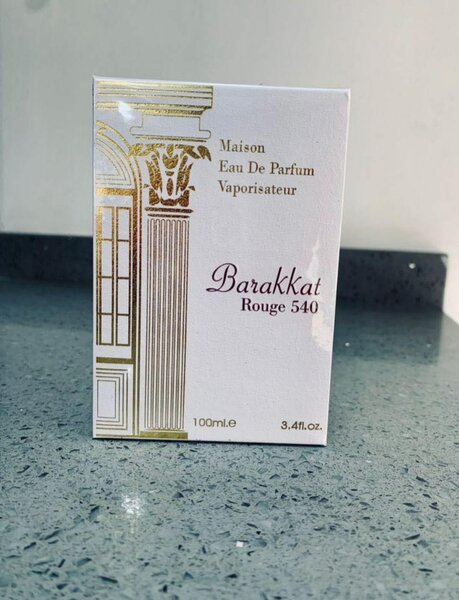 Maison
Eau De Parfum
Vaporisateur
Barakkat
Rouge 540
100ml.e
3.4fl.oz.